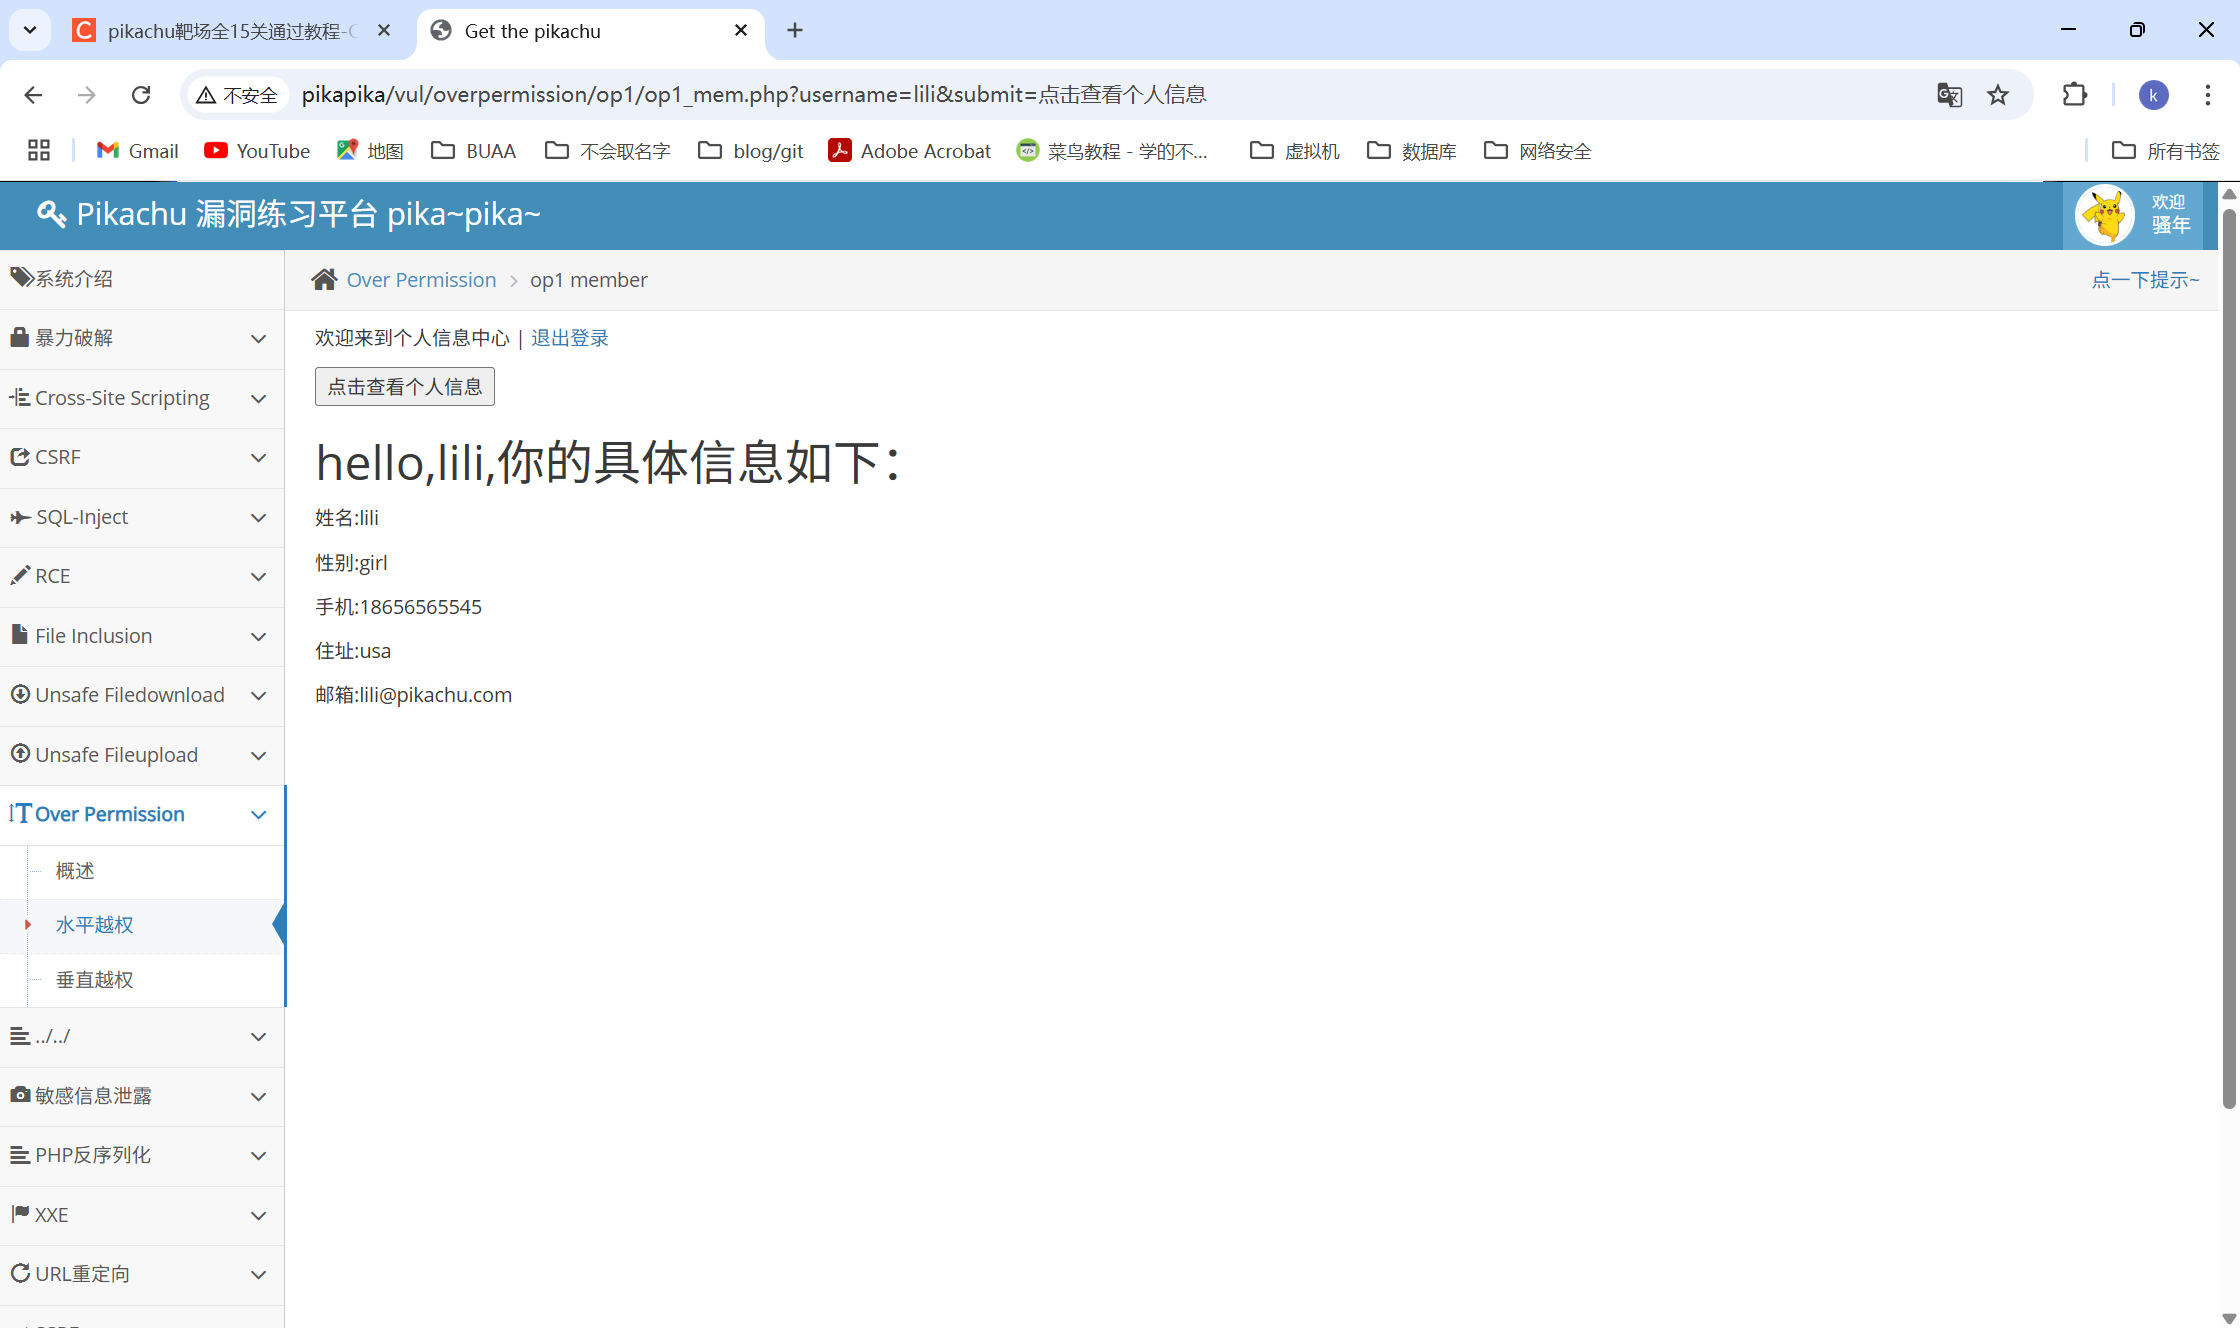 pikachu靶场全15关通过教程-
Get the pikachu
不安全
pikapika/vul/overpermission/op1/op1_mem.php?username=lili&submit=点击查看个人信息
k
Gmail
YouTube
地图
BUAA
不会取名字
blog/git
Adobe Acrobat
菜鸟教程 - 学的不...
虚拟机
数据库
网络安全
所有书签
Pikachu 漏洞练习平台 pika~pika~
欢迎
骚年
系统介绍
暴力破解
Cross-Site Scripting
CSRF
SQL-Inject
RCE
File Inclusion
Unsafe Filedownload
Unsafe Fileupload
Over Permission
概述
水平越权
垂直越权
../../
敏感信息泄露
PHP反序列化
XXE
URL重定向
Over Permission
op1 member
点一下提示~
欢迎来到个人信息中心 | 退出登录
点击查看个人信息
hello,lili,你的具体信息如下：
姓名:lili
性别:girl
手机:18656565545
住址:usa
邮箱:lili@pikachu.com